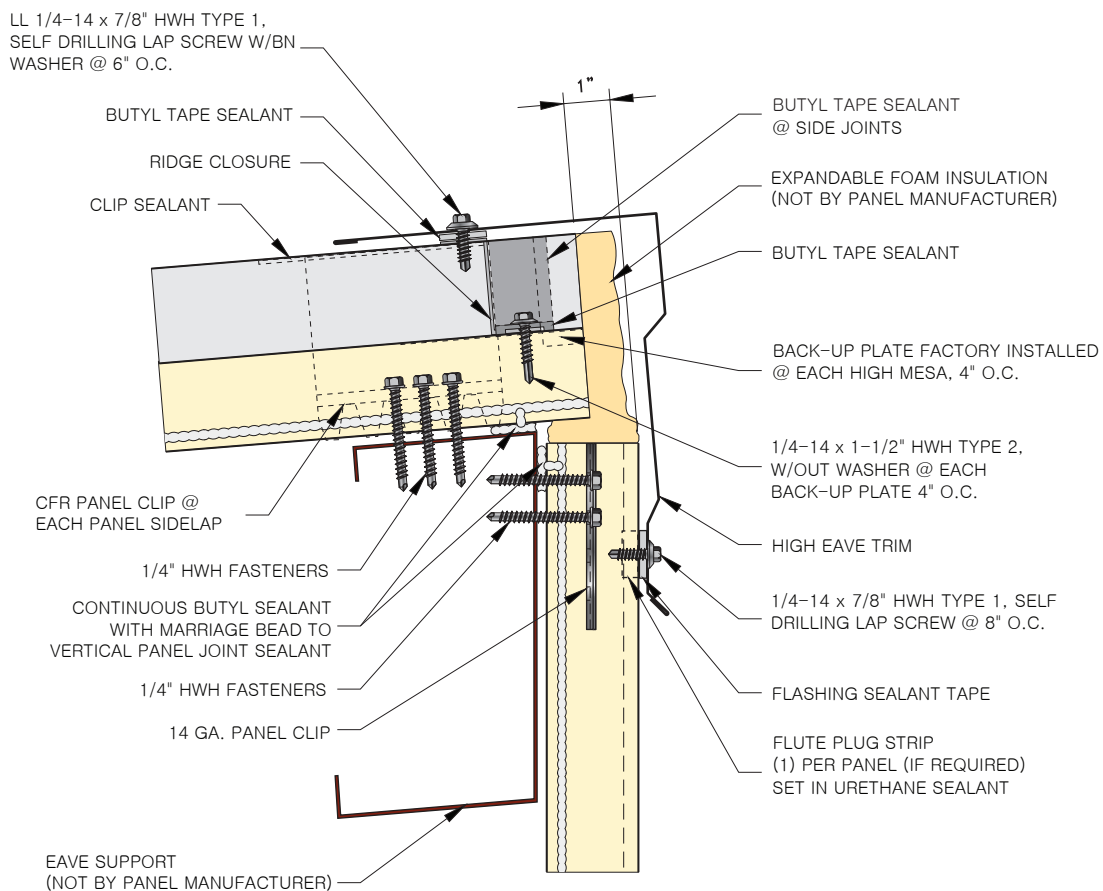 LL 1/4-14 x 7/8" HWH TYPE 1,
SELF DRILLING LAP SCREW W/BN
WASHER @ 6" O.C.
BUTYL TAPE SEALANT
RIDGE CLOSURE
CLIP SEALANT
1"
BUTYL TAPE SEALANT
@ SIDE JOINTS
EXPANDABLE FOAM INSULATION
(NOT BY PANEL MANUFACTURER)
BUTYL TAPE SEALANT
BACK-UP PLATE FACTORY INSTALLED
@ EACH HIGH MESA, 4" O.C.
1/4-14 x 1-1/2" HWH TYPE 2,
W/OUT WASHER @ EACH
BACK-UP PLATE 4" O.C.
HIGH EAVE TRIM
1/4-14 x 7/8" HWH TYPE 1, SELF
DRILLING LAP SCREW @ 8" O.C.
FLASHING SEALANT TAPE
FLUTE PLUG STRIP
(1) PER PANEL (IF REQUIRED)
SET IN URETHANE SEALANT
CFR PANEL CLIP @
EACH PANEL SIDELAP
1/4" HWH FASTENERS
CONTINUOUS BUTYL SEALANT
WITH MARRIAGE BEAD TO
VERTICAL PANEL JOINT SEALANT
1/4" HWH FASTENERS
14 GA. PANEL CLIP
EAVE SUPPORT
(NOT BY PANEL MANUFACTURER)